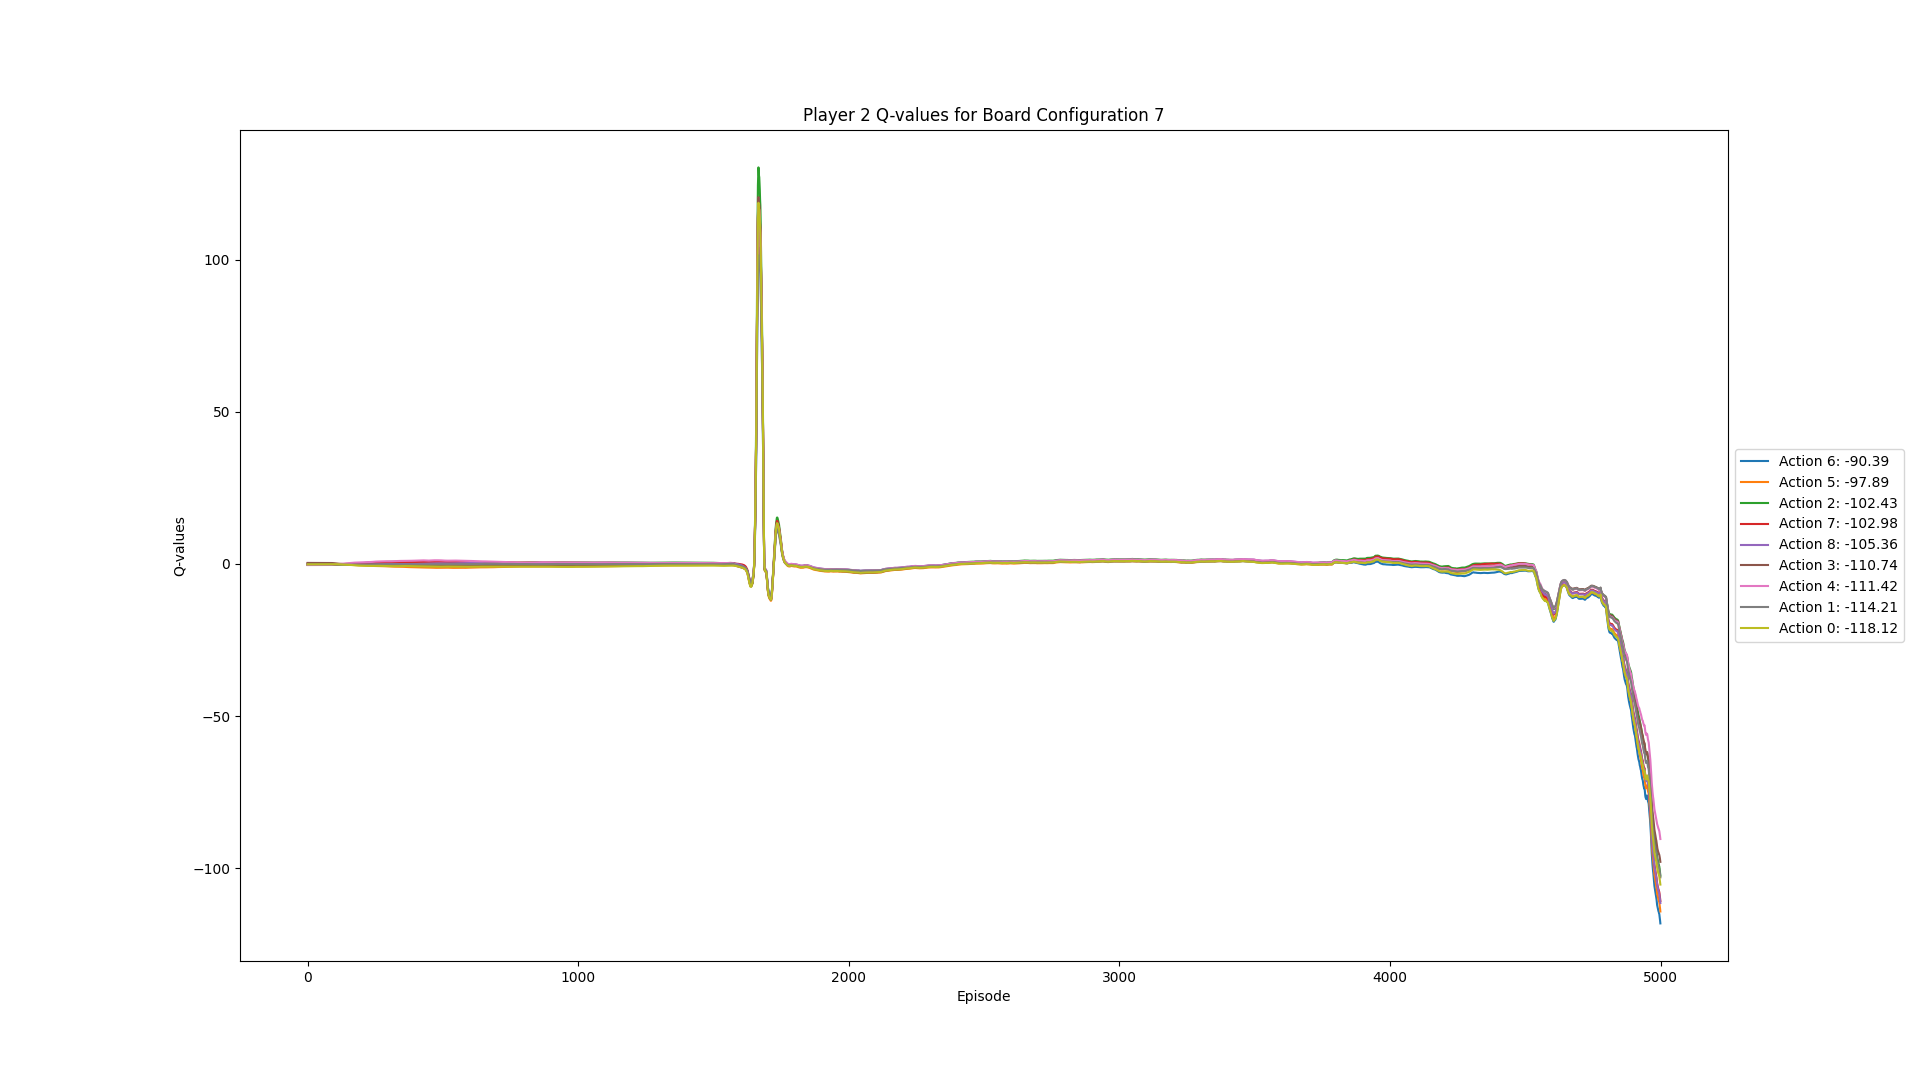 Player 2 Q-values for Board Configuration 7
Q-values
100
50
0
−50
−100
0
1000
2000
3000
4000
5000
Episode
Action 6: -90.39
Action 5: -97.89
Action 2: -102.43
Action 7: -102.98
Action 8: -105.36
Action 3: -110.74
Action 4: -111.42
Action 1: -114.21
Action 0: -118.12